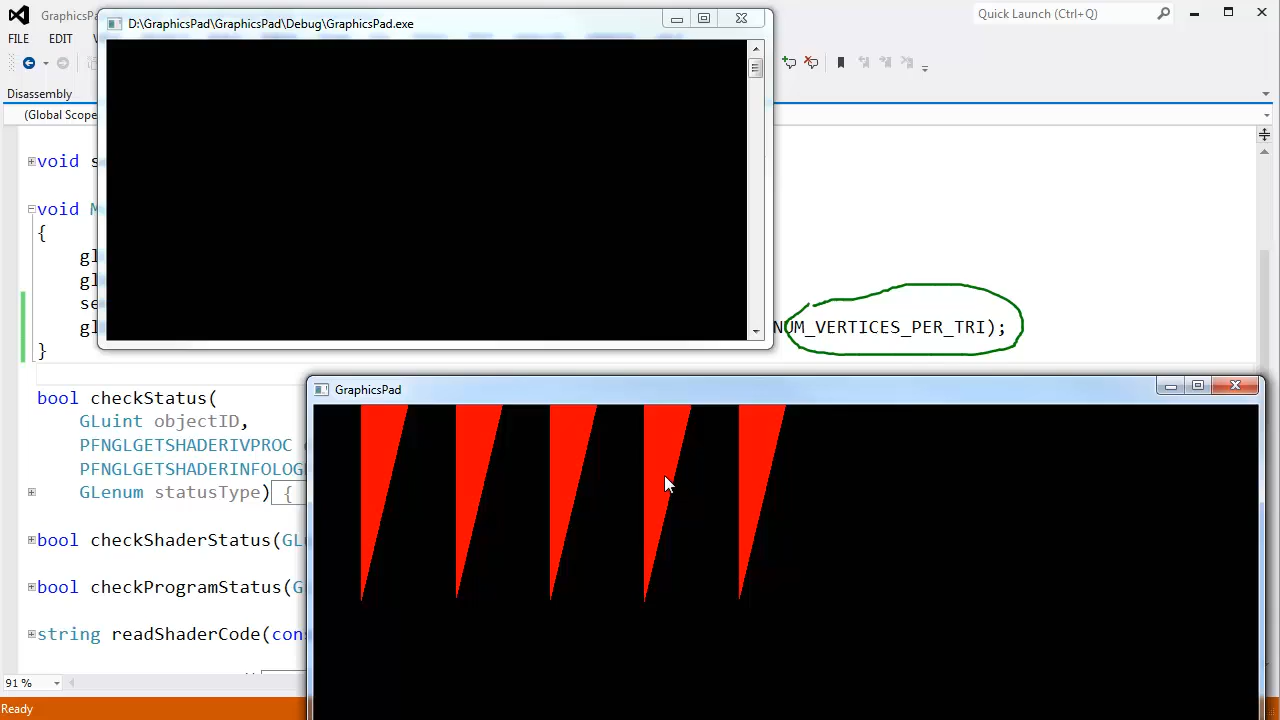 GraphicsPa
D:\GraphicsPad\GraphicsPad\Debug\GraphicsPad.exe
Quick Launch (Ctrl+Q)
FILE EDIT
Disassembly
(Global Scope
void s
void M
{
gl
gl
se
gl NUM_VERTICES_PER_TRI);
}
GraphicsPad
bool checkStatus(
GLuint objectID,
PFNGLGETSHADERIVPROC
PFNGLGETSHADERINFOLOG
GLenum statusType) {
bool checkShaderStatus(GL
bool checkProgramStatus(G
string readShaderCode(con
91 %
Ready